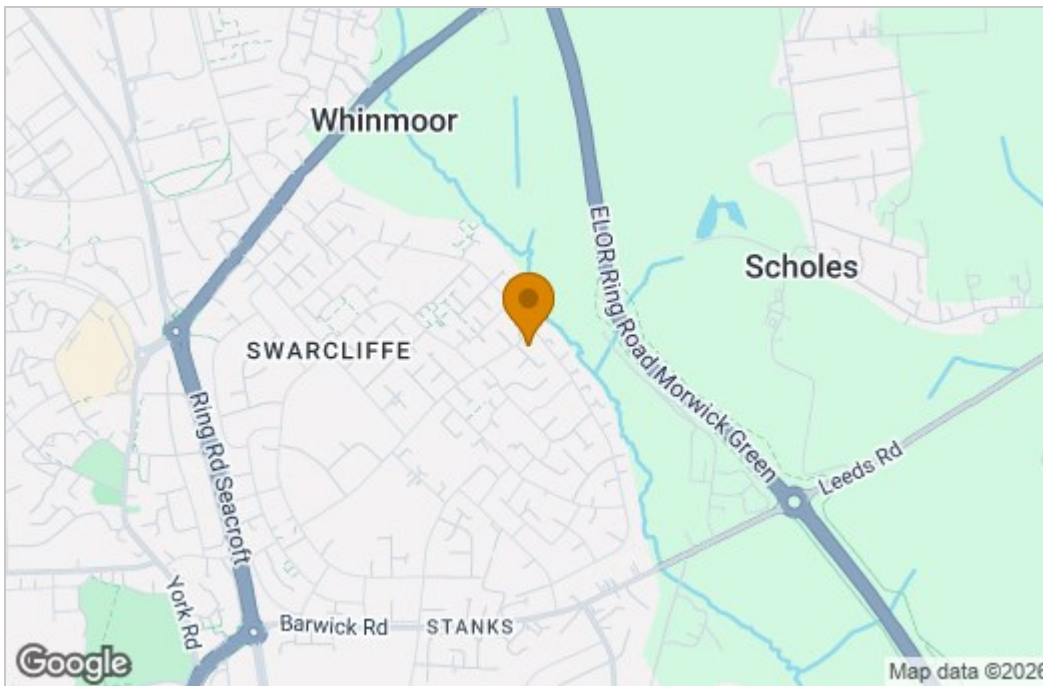 Whinmoor
Scholes
SWARCLIFFE
ELOR Ring Road Morwick Green
Leeds Rd
Ring Rd Seacroft
York Rd
Barwick Rd
STANKS
Google
Map data ©2026